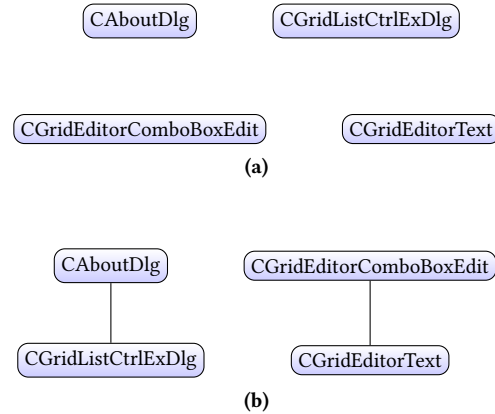 CAboutDlg CGridListCtrlExDlg
CGridEditorComboBoxEdit CGridEditorText
(a)
CAboutDlg CGridEditorComboBoxEdit
CGridListCtrlExDlg CGridEditorText
(b)